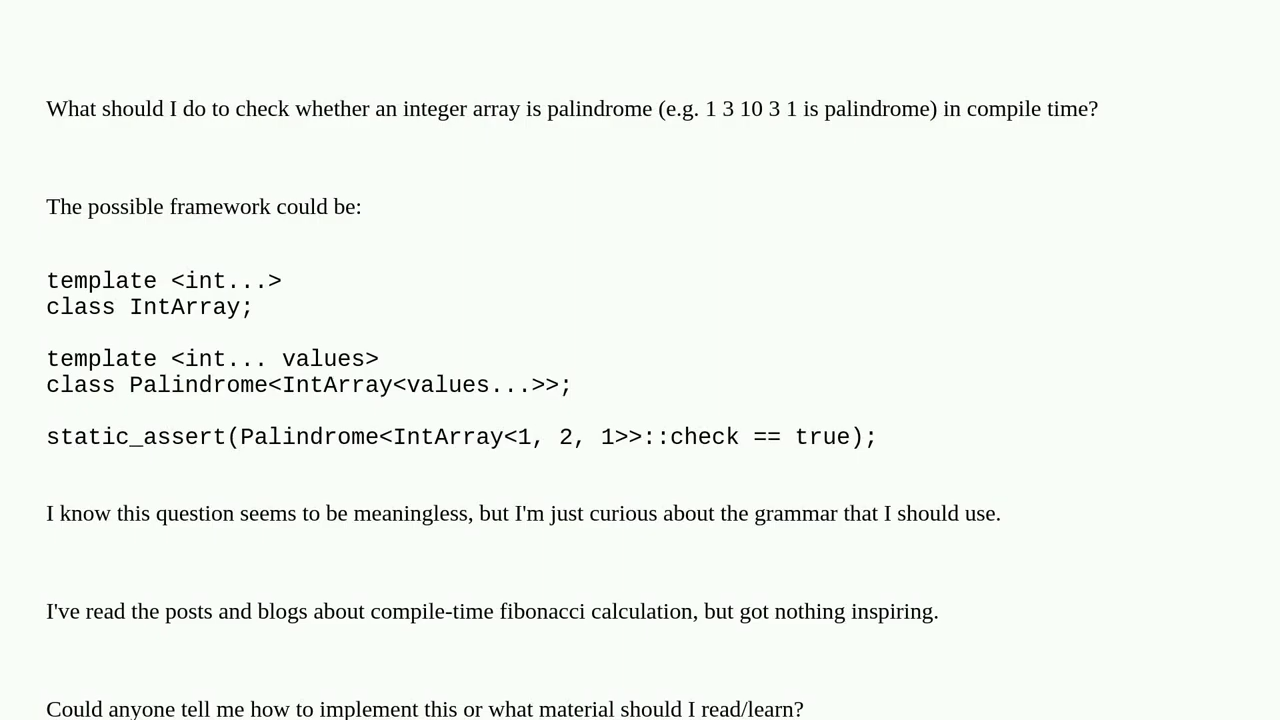 What should I do to check whether an integer array is palindrome (e.g. 1 3 10 3 1 is palindrome) in compile time?
The possible framework could be:
template <int...>
class IntArray;
template <int... values>
class Palindrome<IntArray<values...>>;
static_assert(Palindrome<IntArray<1, 2, 1>>::check == true);
I know this question seems to be meaningless, but I'm just curious about the grammar that I should use.
I've read the posts and blogs about compile-time fibonacci calculation, but got nothing inspiring.
Could anyone tell me how to implement this or what material should I read/learn?